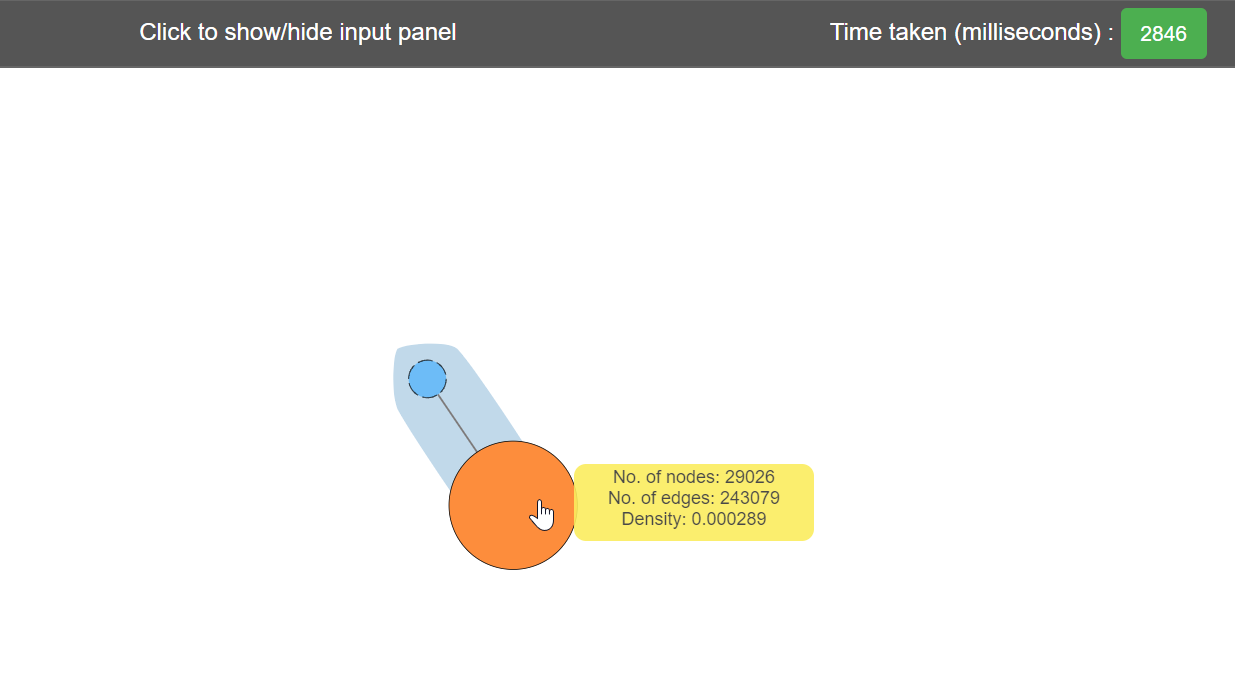 Click to show/hide input panel
Time taken (milliseconds) : 2846
No. of nodes: 29026
No. of edges: 243079
Density: 0.000289